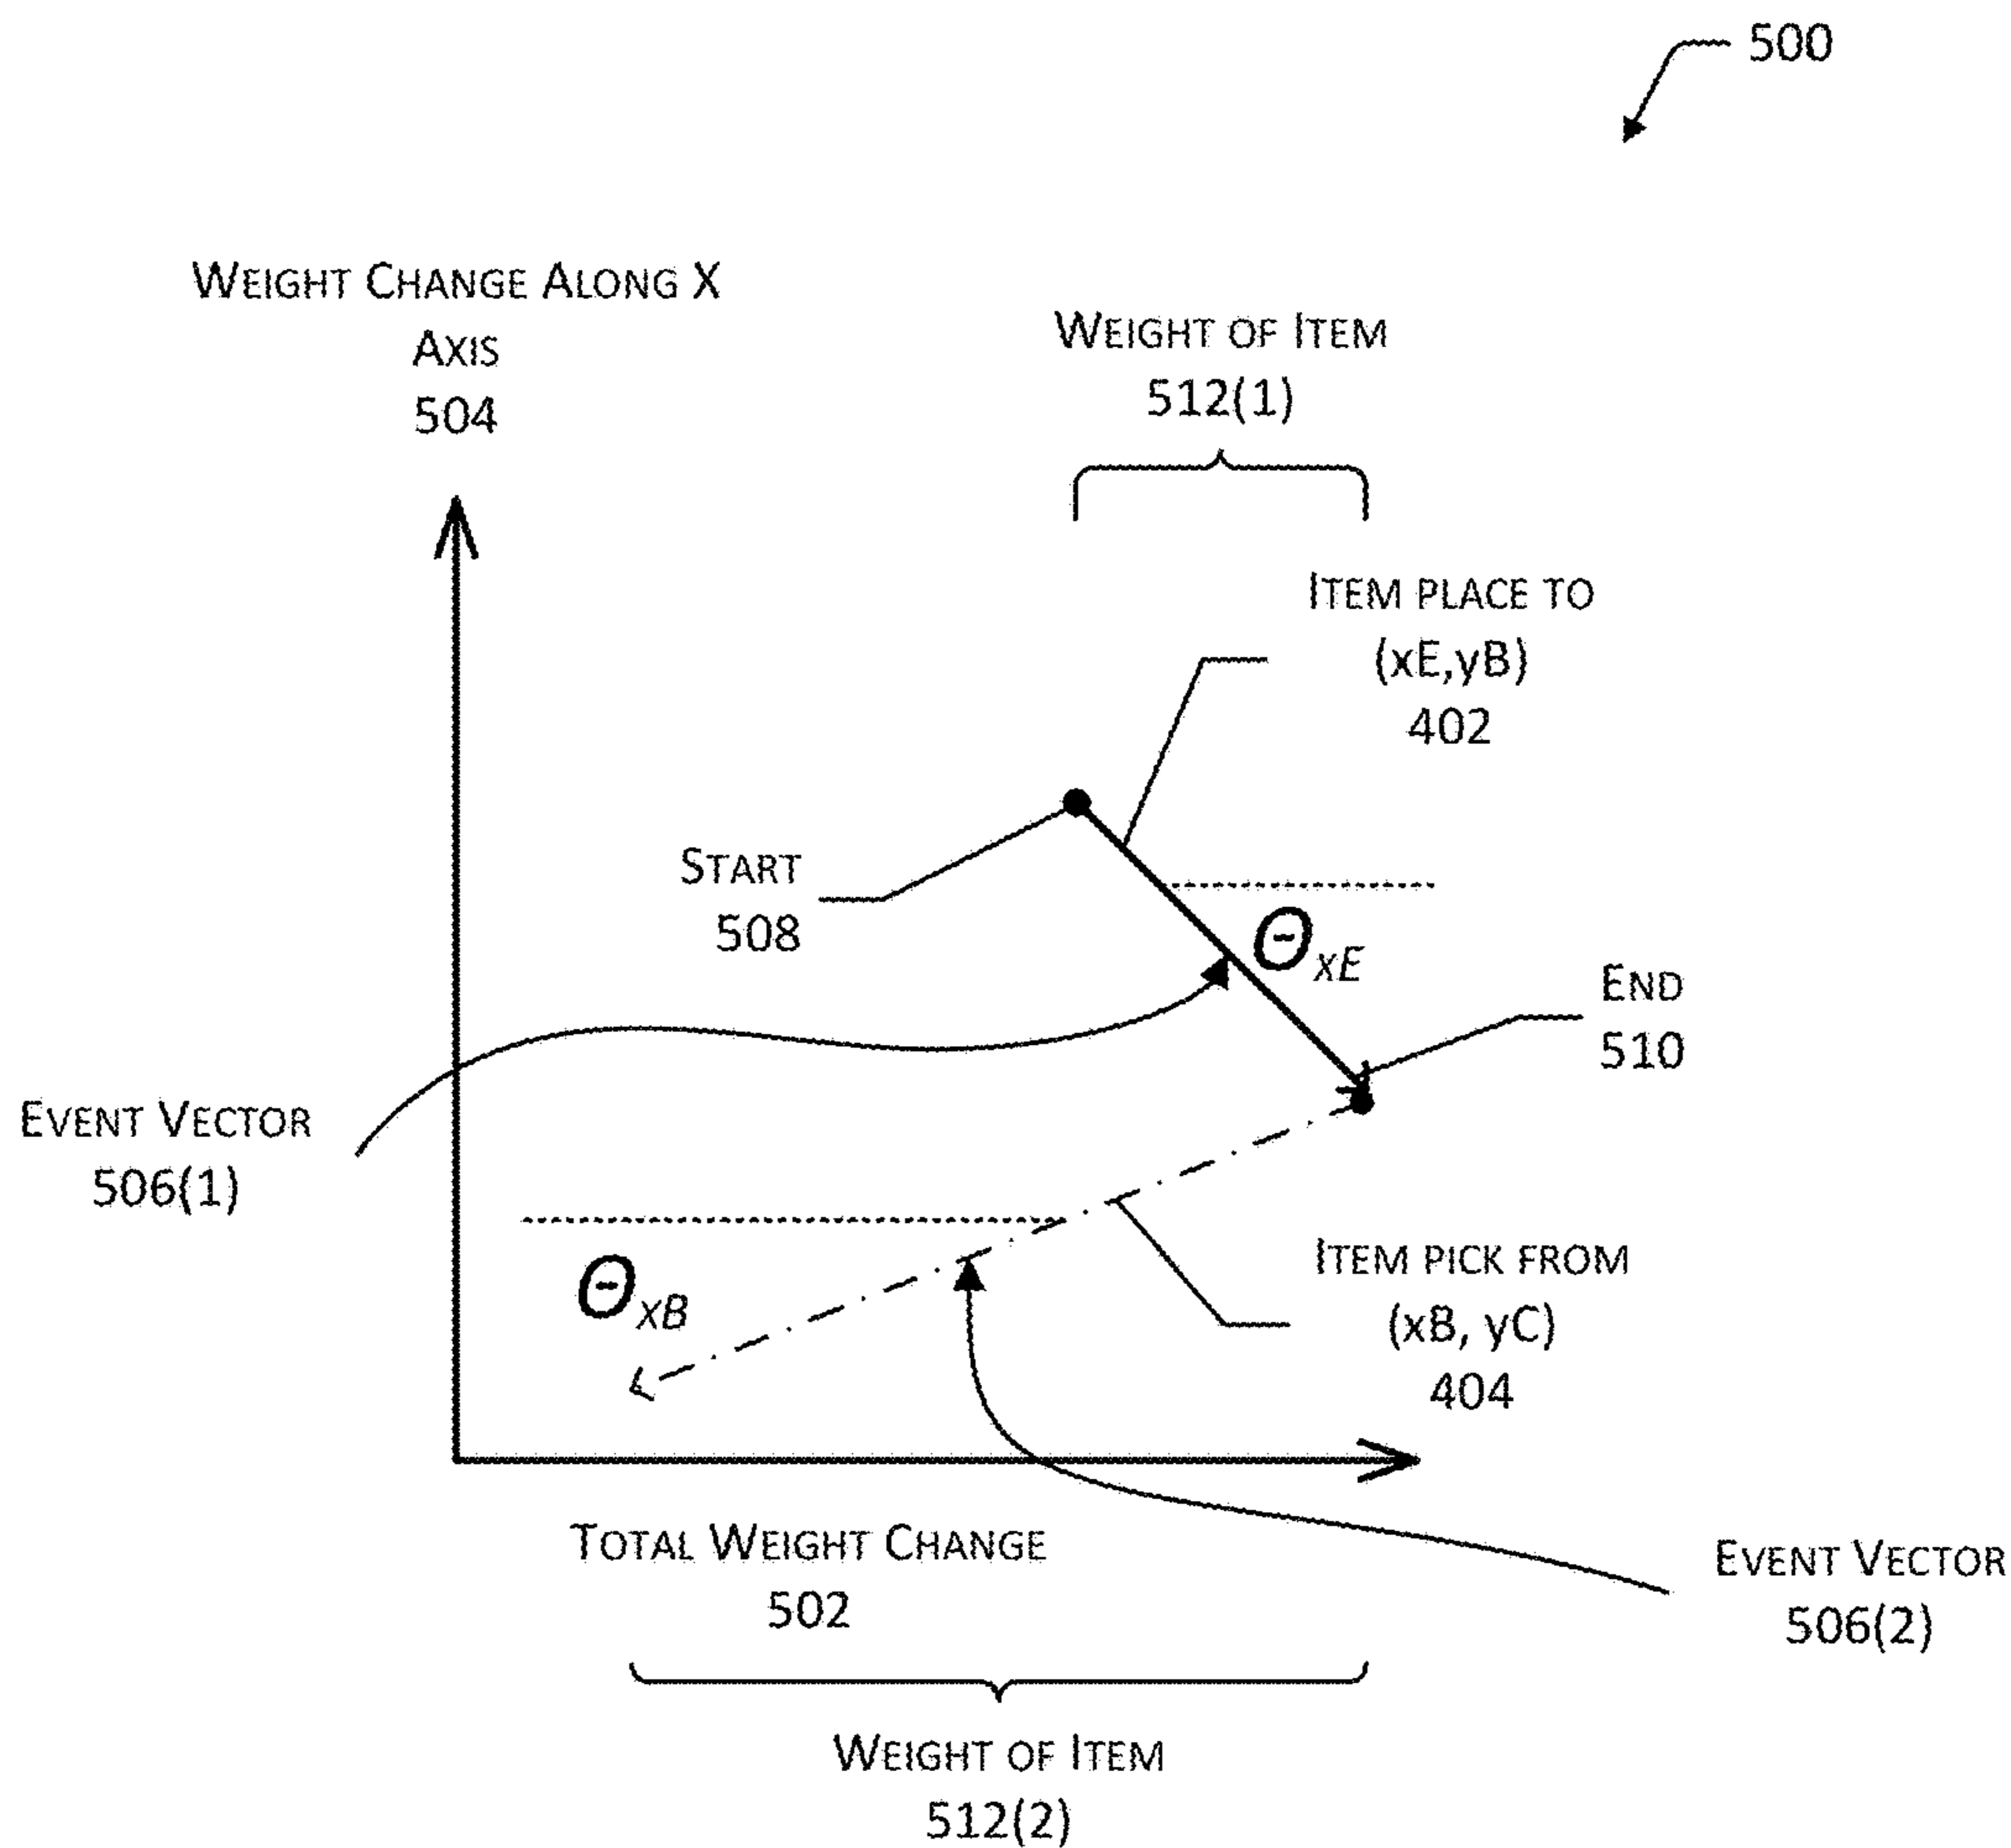 500
WEIGHT CHANGE ALONG X
AXIS
504
WEIGHT OF ITEM
512(1)
ITEM PLACE TO
(xE,yB)
402
START
508
ΘxE
END
510
EVENT VECTOR
506(1)
ΘxB
ITEM PICK FROM
(xB, yC)
404
TOTAL WEIGHT CHANGE
502
EVENT VECTOR
506(2)
WEIGHT OF ITEM
512(2)